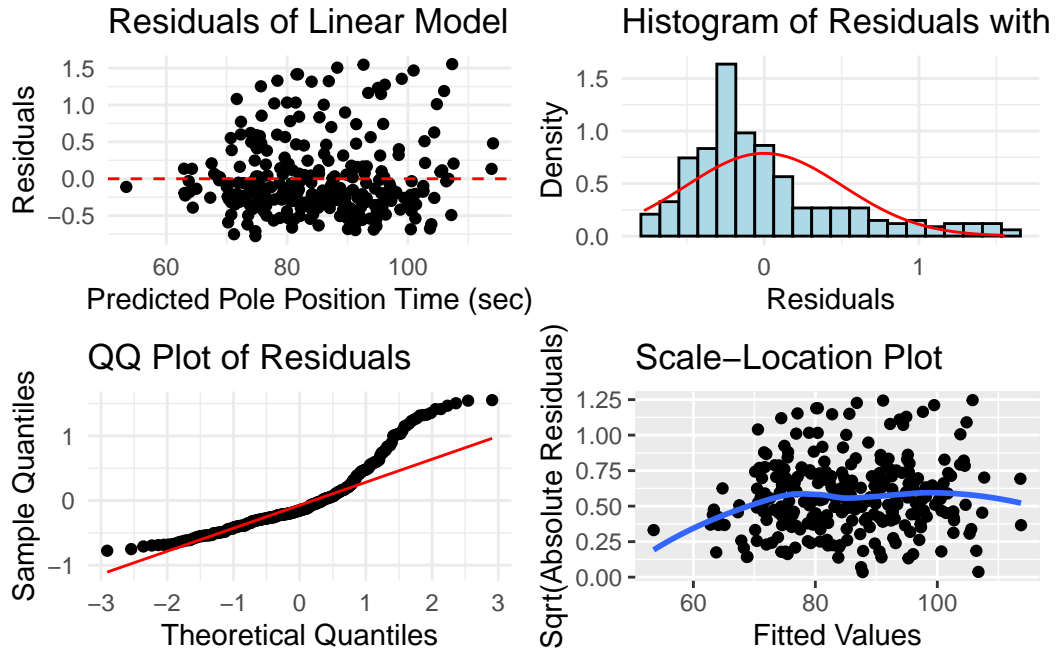 Residuals of Linear Model
Residuals
1.5
1.0
0.5
0.0
−0.5
60 80 100
Predicted Pole Position Time (sec)
Histogram of Residuals with
Density
1.5
1.0
0.5
0.0
0 1
Residuals
QQ Plot of Residuals
Sample Quantiles
1
0
−1
−3 −2 −1 0 1 2 3
Theoretical Quantiles
Scale−Location Plot
Sqrt(Absolute Residuals)
1.25
1.00
0.75
0.50
0.25
0.00
60 80 100
Fitted Values